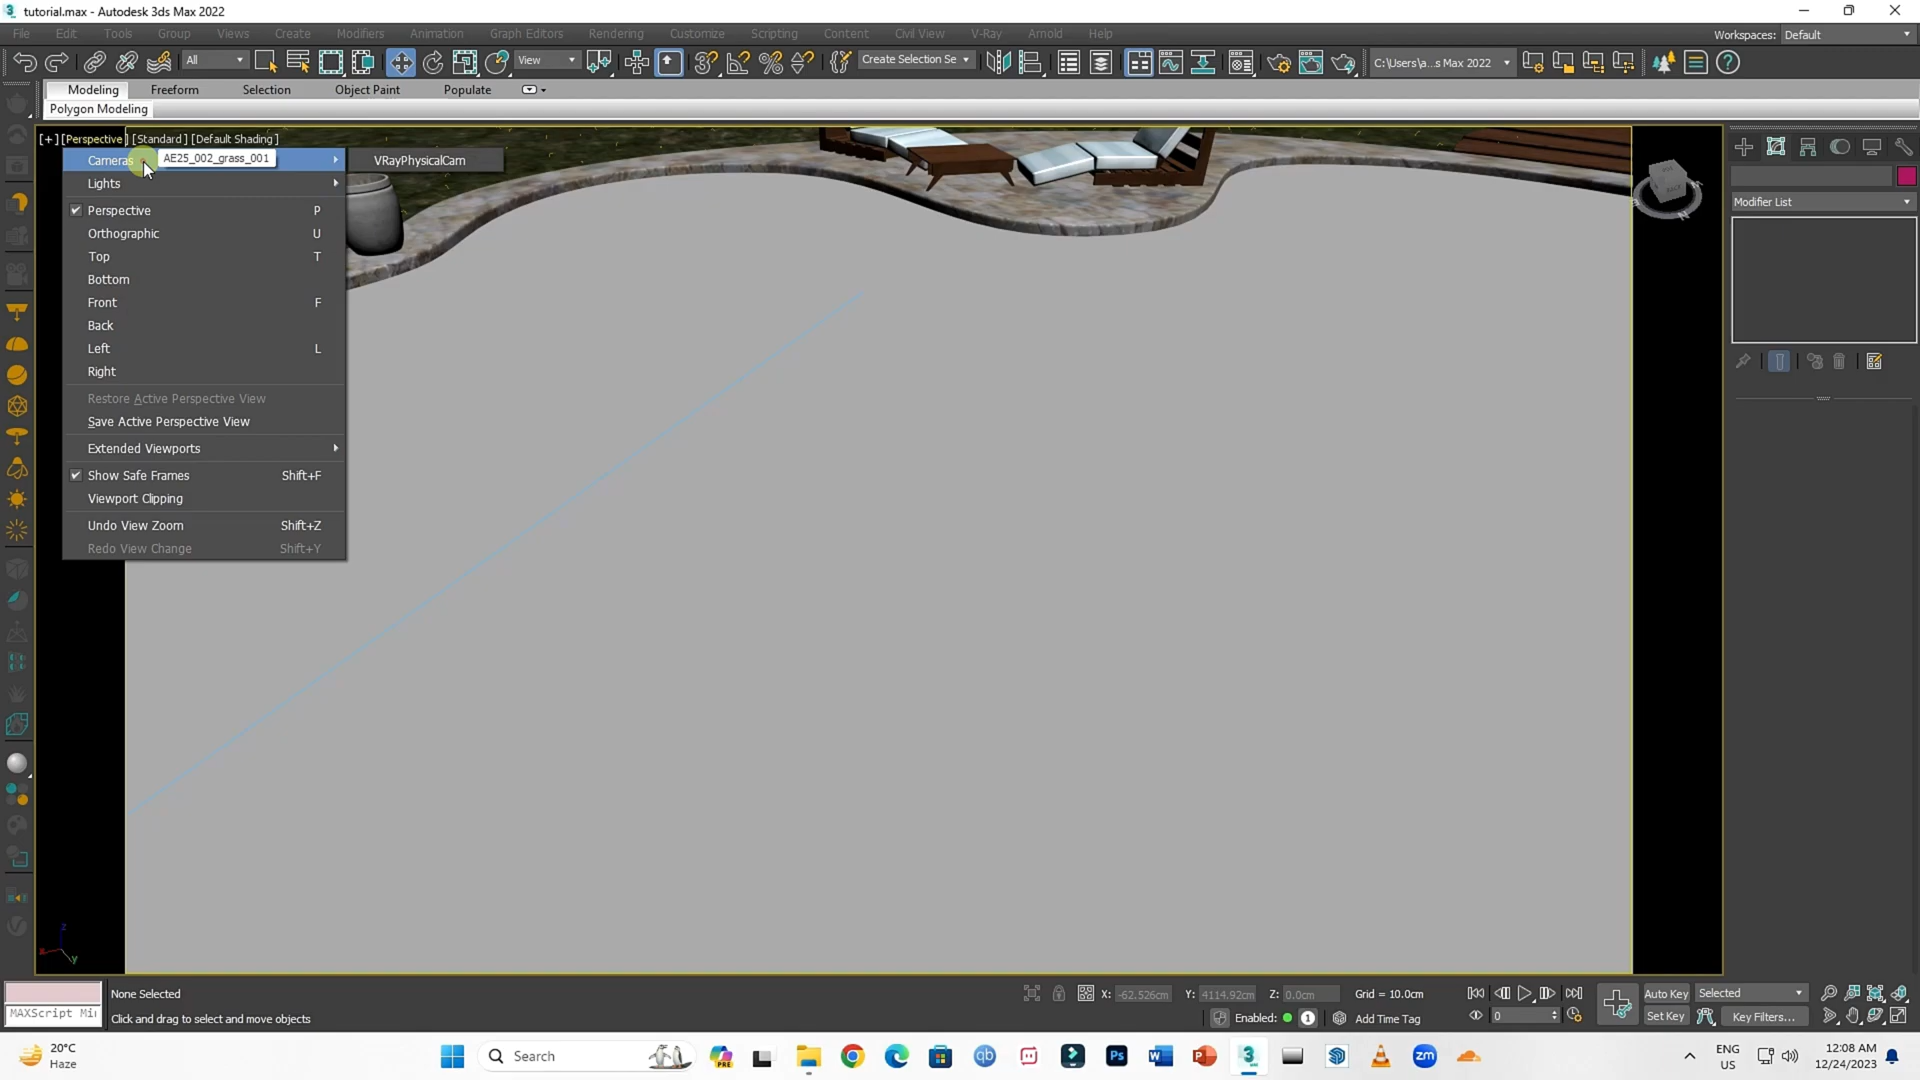 tutorial.max - Autodesk 3ds Max 2022
File Edit Tools Group Views Create Modifiers Animation Graph Editors Rendering Customize Scripting Content Civil View V-Ray Arnold Help
Workspaces: Default
All
View
Create Selection Se
C:\Users\a...s Max 2022
Modeling Freeform Selection Object Paint Populate
Polygon Modeling
[+] [Perspective] [Standard] [Default Shading]
Cameras
AE25_002_grass_001
VRayPhysicalCam
Lights
Perspective P
Orthographic U
Top T
Bottom
Front F
Back
Left L
Right
Restore Active Perspective View
Save Active Perspective View
Extended Viewports
Show Safe Frames Shift+F
Viewport Clipping
Undo View Zoom Shift+Z
Redo View Change Shift+Y
Modifier List
z
x
y
None Selected
MAXScript Mi
Click and drag to select and move objects
X: -62.526cm Y: 4114.92cm Z: 0.0cm Grid = 10.0cm
Enabled: 1 Add Time Tag
0
Auto Key Selected
Set Key Key Filters...
20°C
Haze
Search
PRE
ENG
US
12:08 AM
12/24/2023